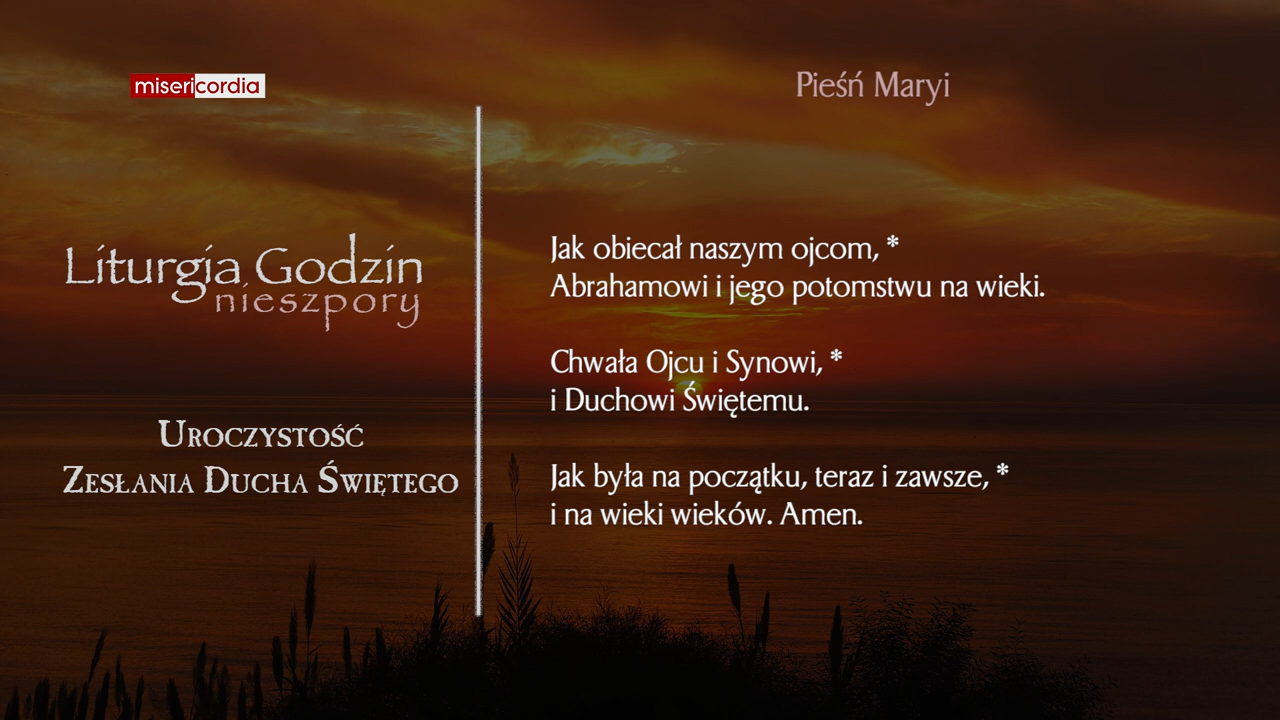 misericordia
Pieśń Maryi
Liturgia Godzin
nieszpory
Uroczystość
Zesłania Ducha Świętego
Jak obiecał naszym ojcom, *
Abrahamowi i jego potomstwu na wieki.
Chwała Ojcu i Synowi, *
i Duchowi Świętemu.
Jak była na początku, teraz i zawsze, *
i na wieki wieków. Amen.